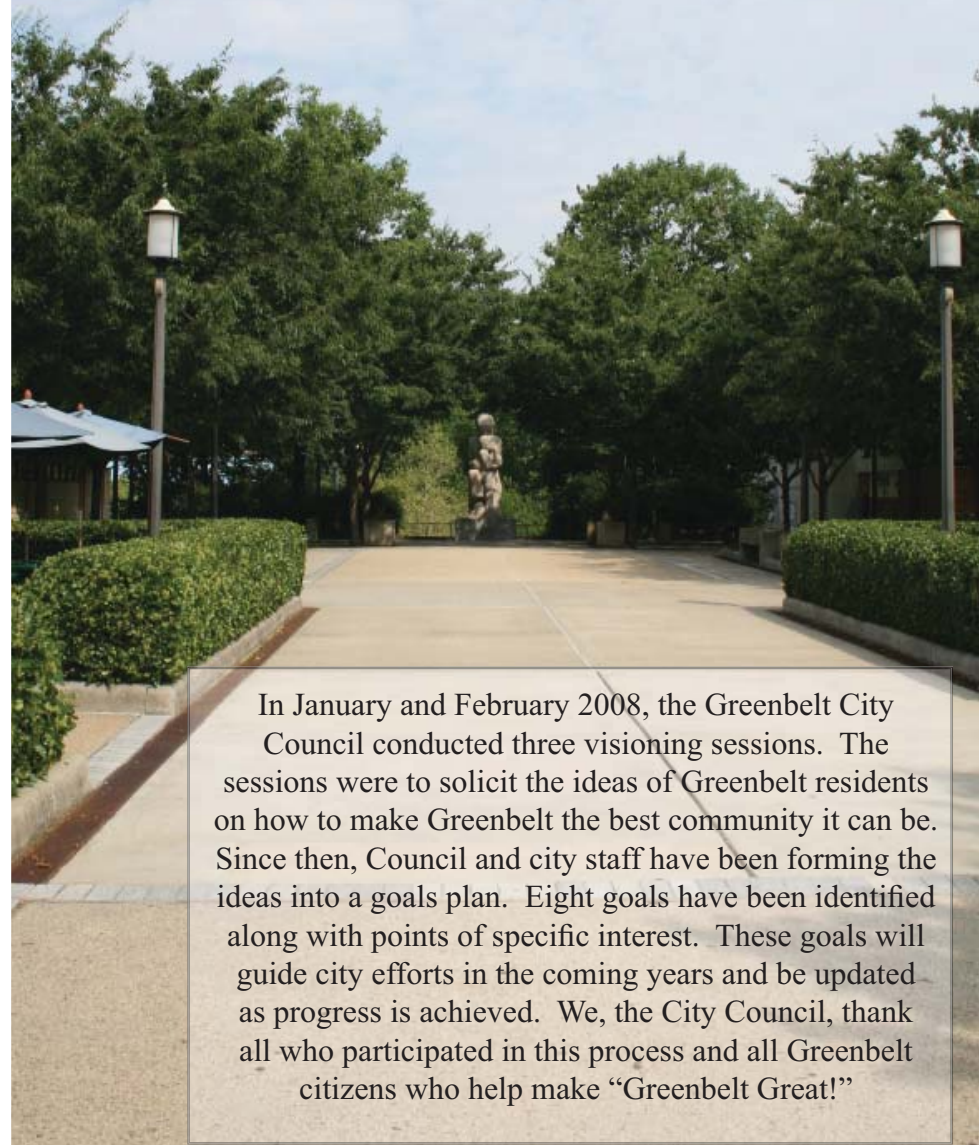 In January and February 2008, the Greenbelt City
Council conducted three visioning sessions.  The
sessions were to solicit the ideas of Greenbelt residents
on how to make Greenbelt the best community it can be.
Since then, Council and city staff have been forming the
ideas into a goals plan.  Eight goals have been identified
along with points of specific interest.  These goals will
guide city efforts in the coming years and be updated
as progress is achieved.  We, the City Council, thank
all who participated in this process and all Greenbelt
citizens who help make “Greenbelt Great!”